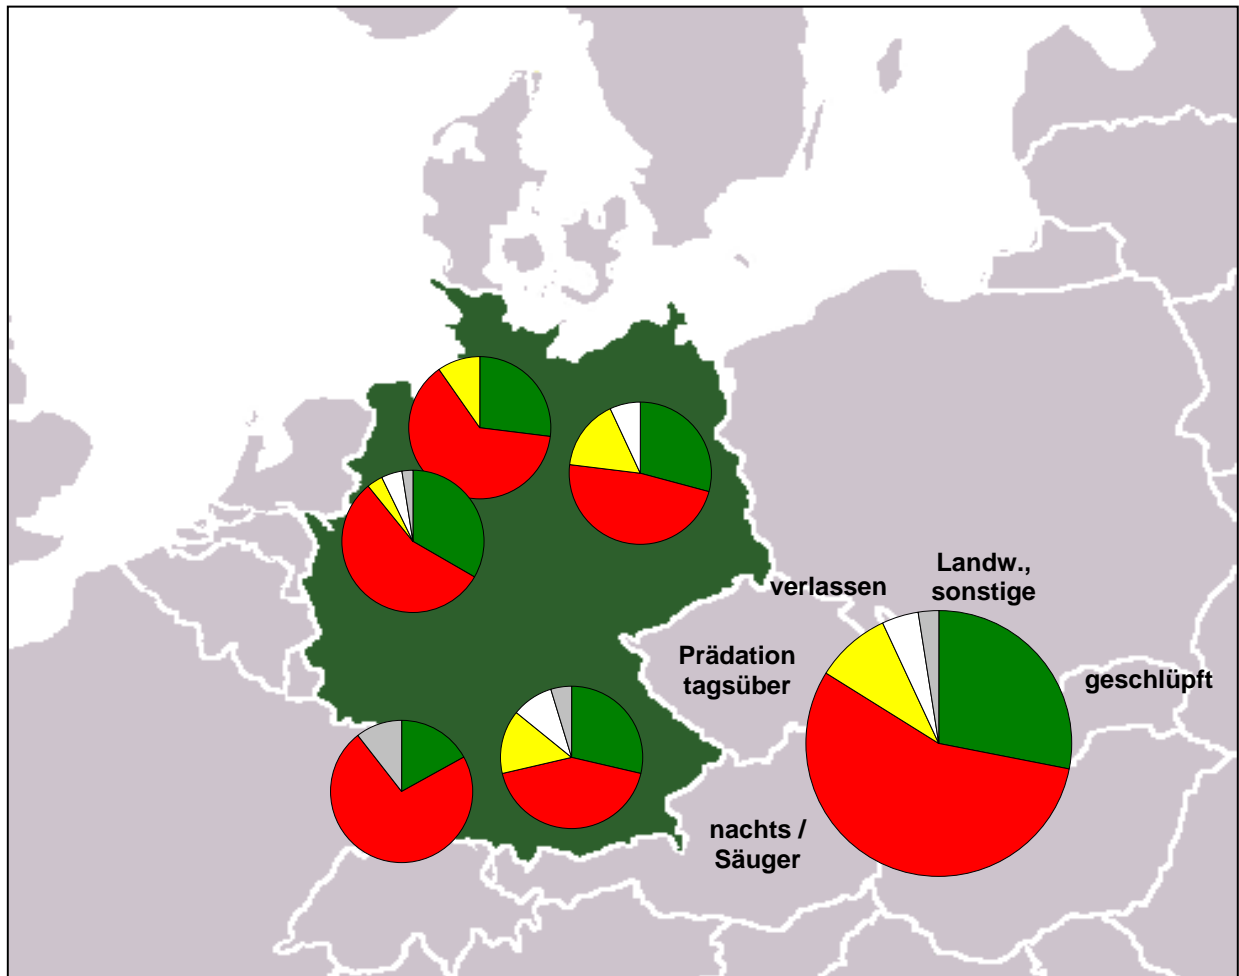 Landw.,
sonstige
verlassen
Prädation
tagsüber
geschlüpft
nachts /
Säuger